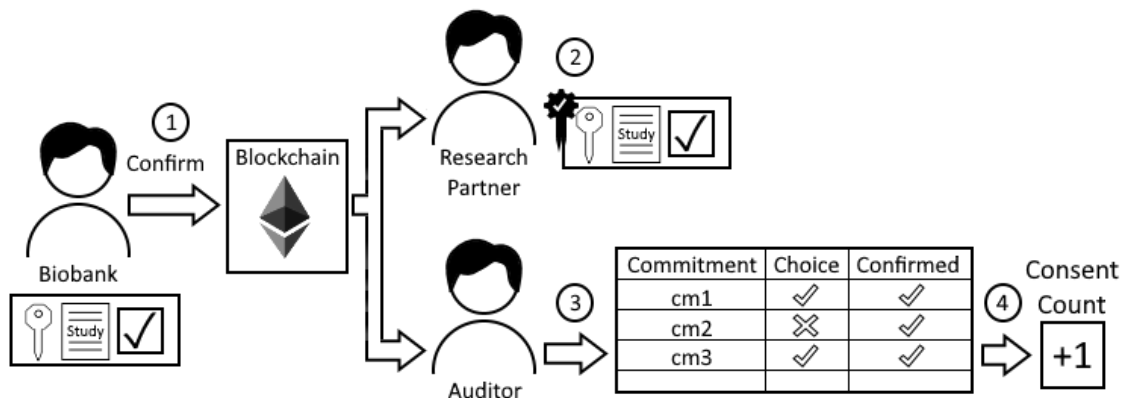 1
Confirm
Biobank
Study
Blockchain
2
Research
Partner
Study
Auditor
3
Commitment Choice Confirmed
cm1
cm2
cm3
4
Consent
Count
+1